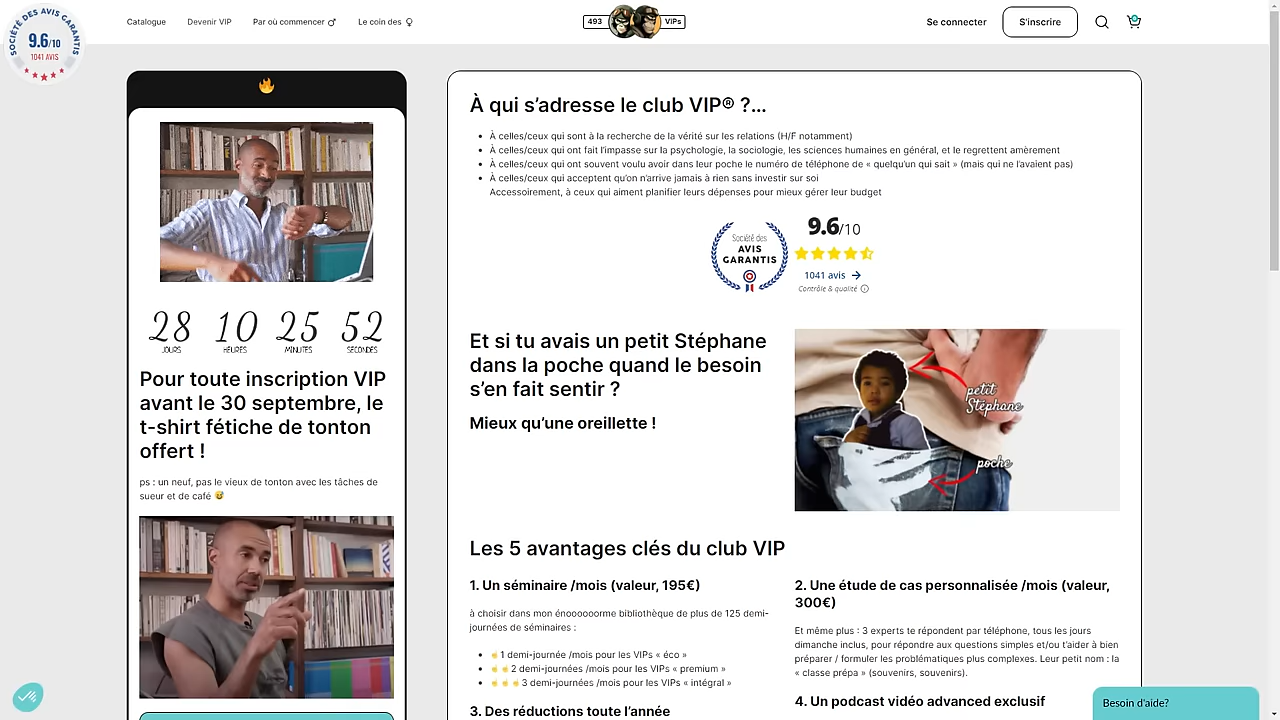 SOCIÉTÉ DES AVIS GARANTIS
9.6/10
1041 AVIS
Catalogue
Devenir VIP
Par où commencer ♂
Le coin des ♀
493
VIPs
Se connecter
S'inscrire
0
28 10 25 52
JOURS HEURES MINUTES SECONDES
Pour toute inscription VIP
avant le 30 septembre, le
t-shirt fétiche de tonton
offert !
ps : un neuf, pas le vieux de tonton avec les tâches de
sueur et de café 😅
À qui s’adresse le club VIP® ?...
À celles/ceux qui sont à la recherche de la vérité sur les relations (H/F notamment)
À celles/ceux qui ont fait l’impasse sur la psychologie, la sociologie, les sciences humaines en général, et le regrettent amèrement
À celles/ceux qui ont souvent voulu avoir dans leur poche le numéro de téléphone de « quelqu’un qui sait » (mais qui ne l’avaient pas)
À celles/ceux qui acceptent qu’on n’arrive jamais à rien sans investir sur soi
Accessoirement, à ceux qui aiment planifier leurs dépenses pour mieux gérer leur budget
Société des
AVIS
GARANTIS
9.6/10
1041 avis →
Contrôle & qualité
Et si tu avais un petit Stéphane
dans la poche quand le besoin
s’en fait sentir ?
Mieux qu’une oreillette !
petit
Stéphane
poche
Les 5 avantages clés du club VIP
1. Un séminaire /mois (valeur, 195€)
à choisir dans mon énoooooorme bibliothèque de plus de 125 demi-
journées de séminaires :
☝1 demi-journée /mois pour les VIPs « éco »
☝☝2 demi-journées /mois pour les VIPs « premium »
☝☝☝3 demi-journées /mois pour les VIPs « intégral »
3. Des réductions toute l’année
2. Une étude de cas personnalisée /mois (valeur,
300€)
Et même plus : 3 experts te répondent par téléphone, tous les jours
dimanche inclus, pour répondre aux questions simples et/ou t’aider à bien
préparer / formuler les problématiques plus complexes. Leur petit nom : la
« classe prépa » (souvenirs, souvenirs).
4. Un podcast vidéo advanced exclusif
Besoin d'aide?